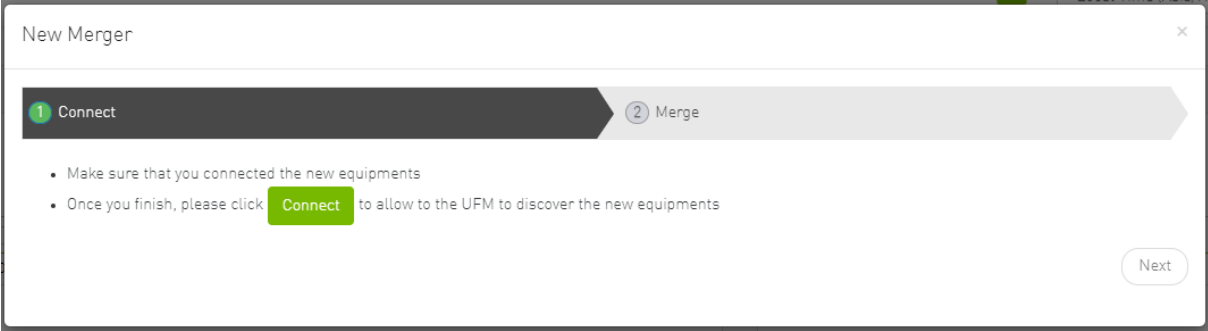 New Merger
×
1 Connect
2 Merge
• Make sure that you connected the new equipments
• Once you finish, please click Connect to allow to the UFM to discover the new equipments
Next